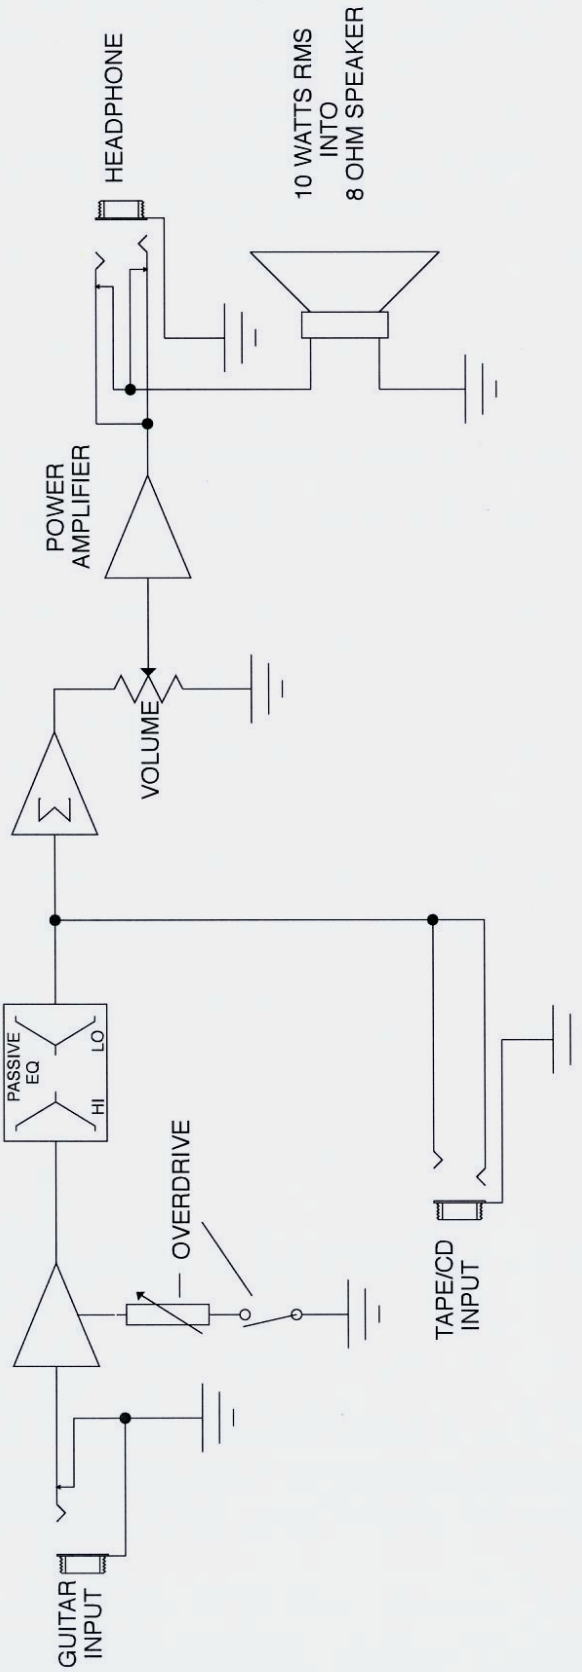 GUITAR
INPUT
OVERDRIVE
PASSIVE
EQ
HI
LO
TAPE/CD
INPUT
Σ
VOLUME
POWER
AMPLIFIER
HEADPHONE
10 WATTS RMS
INTO
8 OHM SPEAKER